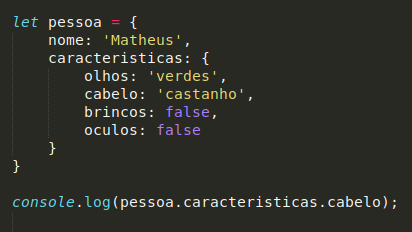 let pessoa = {
    nome: 'Matheus',
    caracteristicas: {
        olhos: 'verdes',
        cabelo: 'castanho',
        brincos: false,
        oculos: false
    }
}

console.log(pessoa.caracteristicas.cabelo);